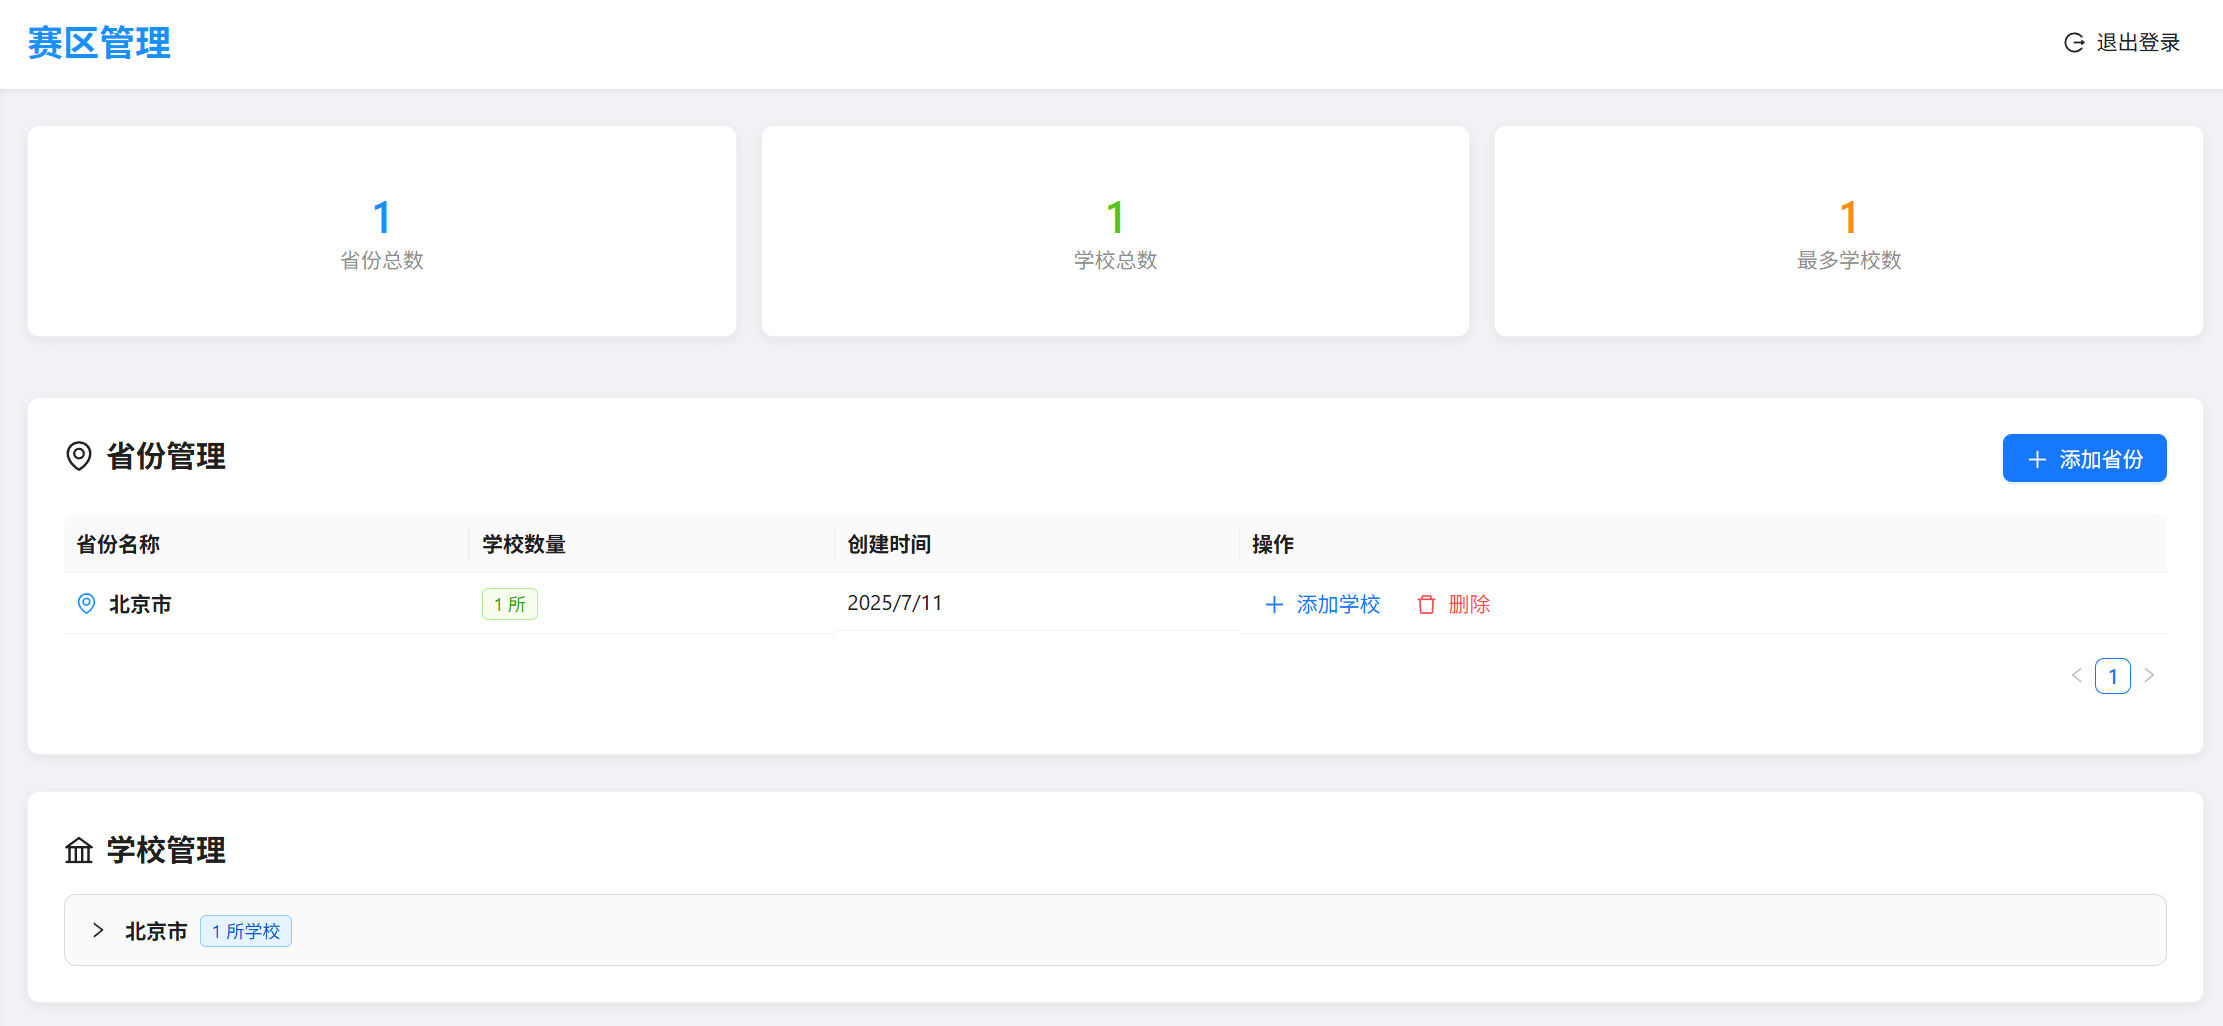 赛区管理
退出登录
1
省份总数
1
学校总数
1
最多学校数
省份管理
添加省份
省份名称 学校数量 创建时间 操作
北京市 1 所 2025/7/11 添加学校 删除
1
学校管理
北京市 1 所学校